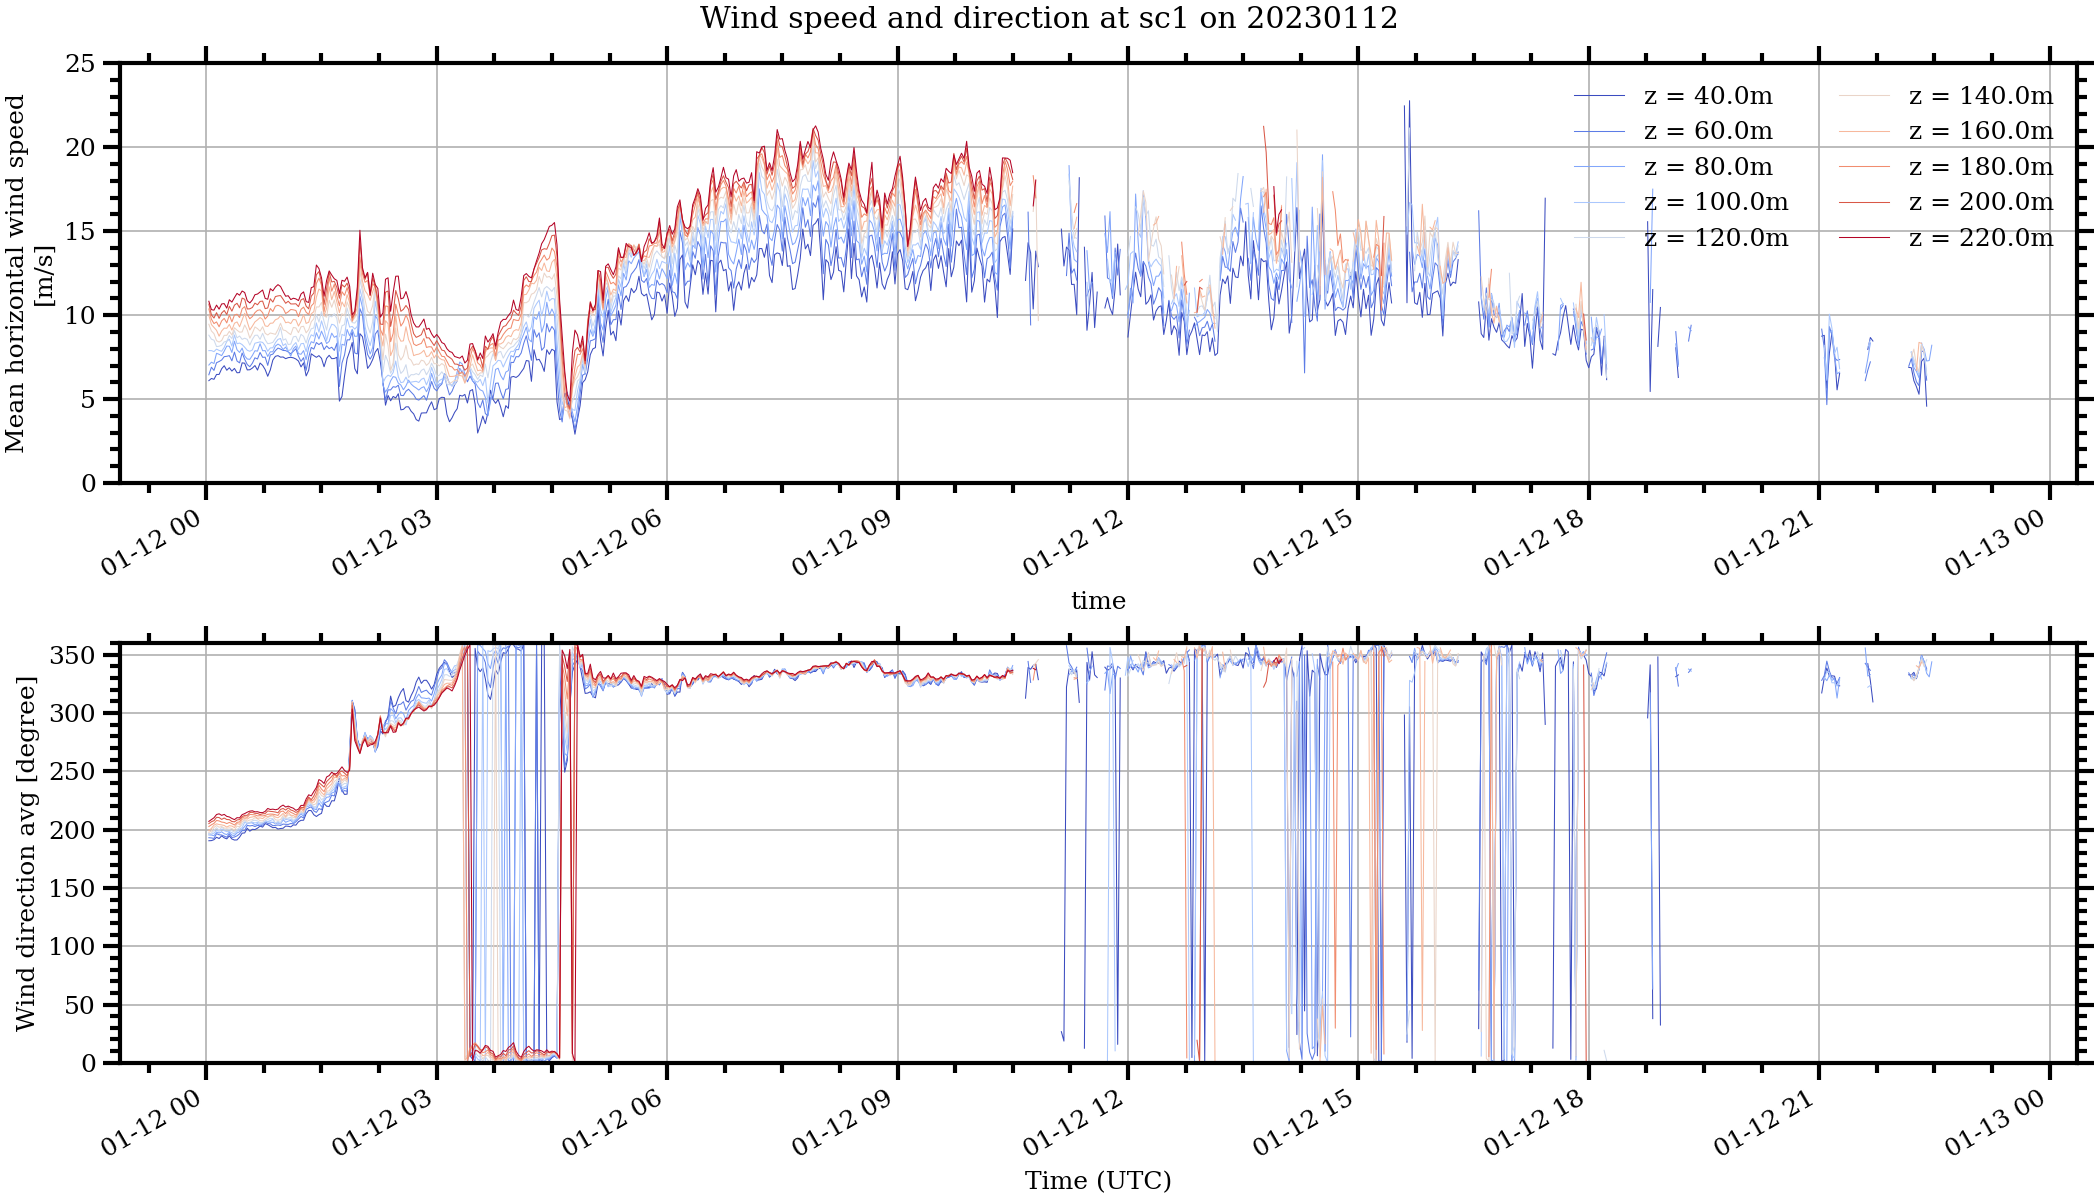 Wind speed and direction at sc1 on 20230112
Mean horizontal wind speed
[m/s]
25
20
15
10
5
0
z = 40.0m
z = 60.0m
z = 80.0m
z = 100.0m
z = 120.0m
z = 140.0m
z = 160.0m
z = 180.0m
z = 200.0m
z = 220.0m
01-12 00
01-12 03
01-12 06
01-12 09
01-12 12
01-12 15
01-12 18
01-12 21
01-13 00
time
Wind direction avg [degree]
350
300
250
200
150
100
50
0
01-12 00
01-12 03
01-12 06
01-12 09
01-12 12
01-12 15
01-12 18
01-12 21
01-13 00
Time (UTC)